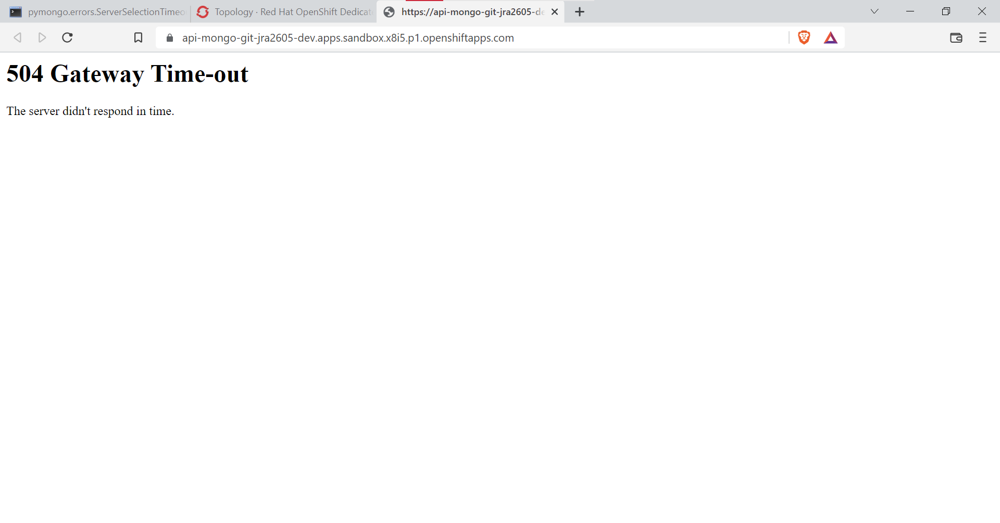 pymongo.errors.ServerSelectionTimeo
Topology · Red Hat OpenShift Dedicat
https://api-mongo-git-jra2605-de
api-mongo-git-jra2605-dev.apps.sandbox.x8i5.p1.openshiftapps.com
504 Gateway Time-out
The server didn't respond in time.